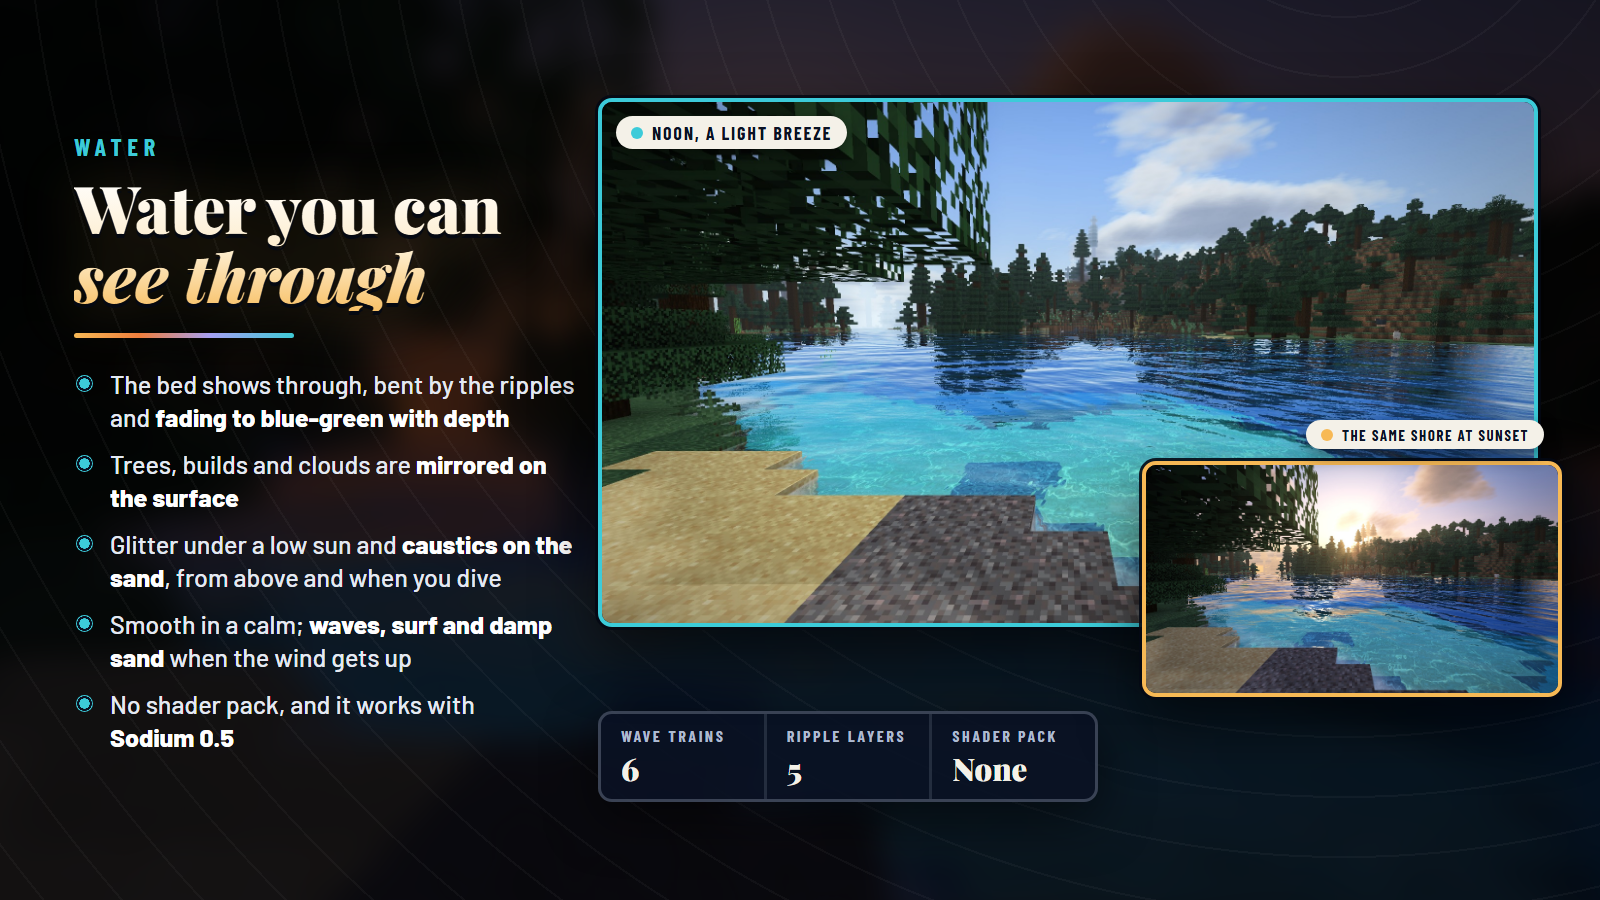 WATER
Water you can
see through
The bed shows through, bent by the ripples
and fading to blue-green with depth
Trees, builds and clouds are mirrored on
the surface
Glitter under a low sun and caustics on the
sand, from above and when you dive
Smooth in a calm; waves, surf and damp
sand when the wind gets up
No shader pack, and it works with
Sodium 0.5
NOON, A LIGHT BREEZE
THE SAME SHORE AT SUNSET
WAVE TRAINS
6
RIPPLE LAYERS
5
SHADER PACK
None